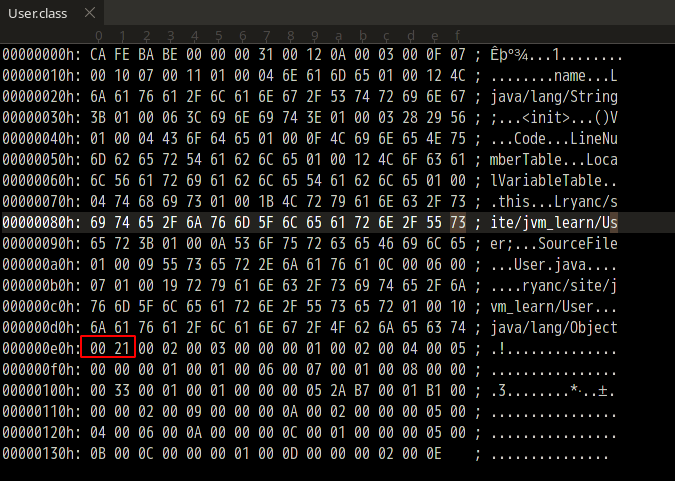 User.class
0 1 2 3 4 5 6 7 8 9 a b c d e f
00000000h: CA FE BA BE 00 00 00 31 00 12 0A 00 03 00 0F 07 ; Êþº¾...1........
00000010h: 00 10 07 00 11 01 00 04 6E 61 6D 65 01 00 12 4C ; ........name...L
00000020h: 6A 61 76 61 2F 6C 61 6E 67 2F 53 74 72 69 6E 67 ; java/lang/String
00000030h: 3B 01 00 06 3C 69 6E 69 74 3E 01 00 03 28 29 56 ; ;...<init>...()V
00000040h: 01 00 04 43 6F 64 65 01 00 0F 4C 69 6E 65 4E 75 ; ...Code...LineNu
00000050h: 6D 62 65 72 54 61 62 6C 65 01 00 12 4C 6F 63 61 ; mberTable...Loca
00000060h: 6C 56 61 72 69 61 62 6C 65 54 61 62 6C 65 01 00 ; lVariableTable..
00000070h: 04 74 68 69 73 01 00 1B 4C 72 79 61 6E 63 2F 73 ; .this...Lryanc/s
00000080h: 69 74 65 2F 6A 76 6D 5F 6C 65 61 72 6E 2F 55 73 ; ite/jvm_learn/Us
00000090h: 65 72 3B 01 00 0A 53 6F 75 72 63 65 46 69 6C 65 ; er;...SourceFile
000000a0h: 01 00 09 55 73 65 72 2E 6A 61 76 61 0C 00 06 00 ; ...User.java....
000000b0h: 07 01 00 19 72 79 61 6E 63 2F 73 69 74 65 2F 6A ; ....ryanc/site/j
000000c0h: 76 6D 5F 6C 65 61 72 6E 2F 55 73 65 72 01 00 10 ; vm_learn/User...
000000d0h: 6A 61 76 61 2F 6C 61 6E 67 2F 4F 62 6A 65 63 74 ; java/lang/Object
000000e0h: 00 21 00 02 00 03 00 00 00 01 00 02 00 04 00 05 ; .!..............
000000f0h: 00 00 00 01 00 01 00 06 00 07 00 01 00 08 00 00 ; ................
00000100h: 00 33 00 01 00 01 00 00 00 05 2A B7 00 01 B1 00 ; .3........*·..±.
00000110h: 00 00 02 00 09 00 00 00 0A 00 02 00 00 00 05 00 ; ................
00000120h: 04 00 06 00 0A 00 00 00 0C 00 01 00 00 00 05 00 ; ................
00000130h: 0B 00 0C 00 00 00 01 00 0D 00 00 00 02 00 0E ; ...............